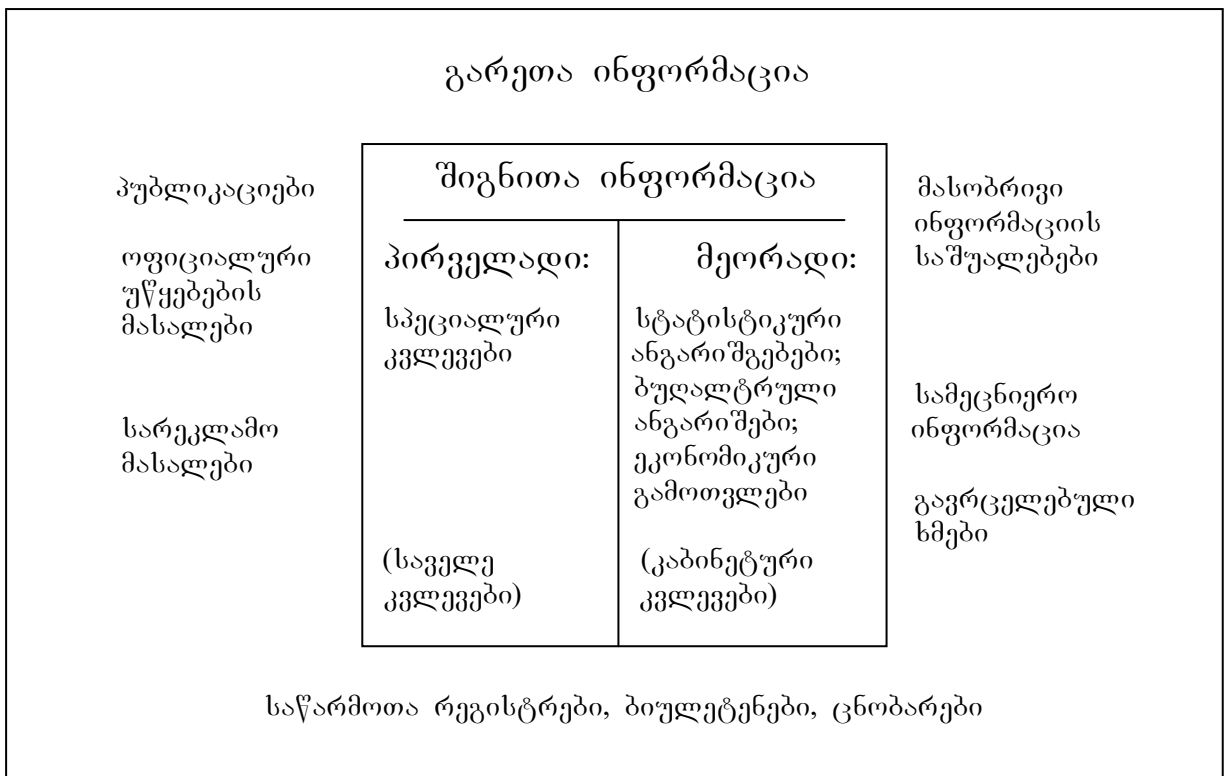 გარეთა ინფორმაცია
პუბლიკაციები
ოფიციალური
უწყებების
მასალები
სარეკლამო
მასალები
შიგნითა ინფორმაცია
პირველადი:
სპეციალური
კვლევები
(საველე
კვლევები)
მეორადი:
სტატისტიკური
ანგარიშგებები;
ბუღალტრული
ანგარიშები;
ეკონომიკური
გამოთვლები
(კაბინეტური
კვლევები)
მასობრივი
ინფორმაციის
საშუალებები
სამეცნიერო
ინფორმაცია
გავრცელებული
ხმები
საწარმოთა რეგისტრები, ბიულეტენები, ცნობარები